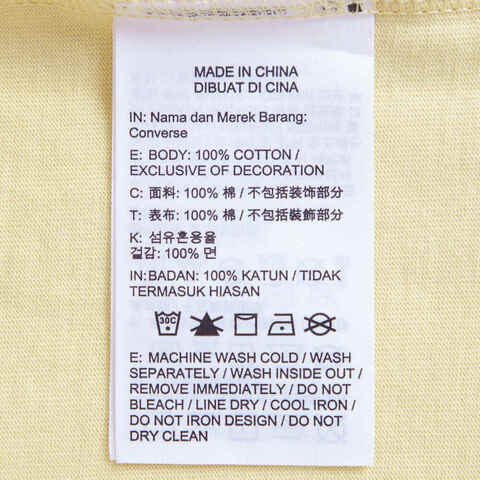 MADE IN CHINA
DIBUAT DI CINA
IN: Nama dan Merek Barang:
Converse
E: BODY: 100% COTTON /
EXCLUSIVE OF DECORATION
C: 面料: 100% 棉 / 不包括装饰部分
T: 表布: 100% 棉 / 不包括裝飾部分
K: 섬유혼용율
겉감: 100% 면
IN: BADAN: 100% KATUN / TIDAK
TERMASUK HIASAN
30C
E: MACHINE WASH COLD / WASH
SEPARATELY / WASH INSIDE OUT /
REMOVE IMMEDIATELY / DO NOT
BLEACH / LINE DRY / COOL IRON /
DO NOT IRON DESIGN / DO NOT
DRY CLEAN